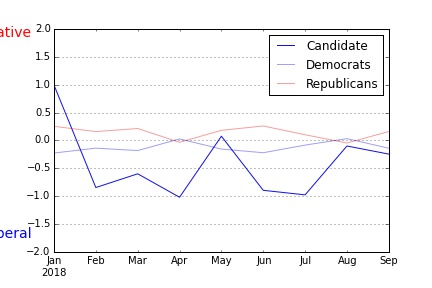 ative
2.0
1.5
1.0
0.5
0.0
−0.5
−1.0
−1.5
−2.0
beral
Candidate
Democrats
Republicans
Jan Feb Mar Apr May Jun Jul Aug Sep
2018